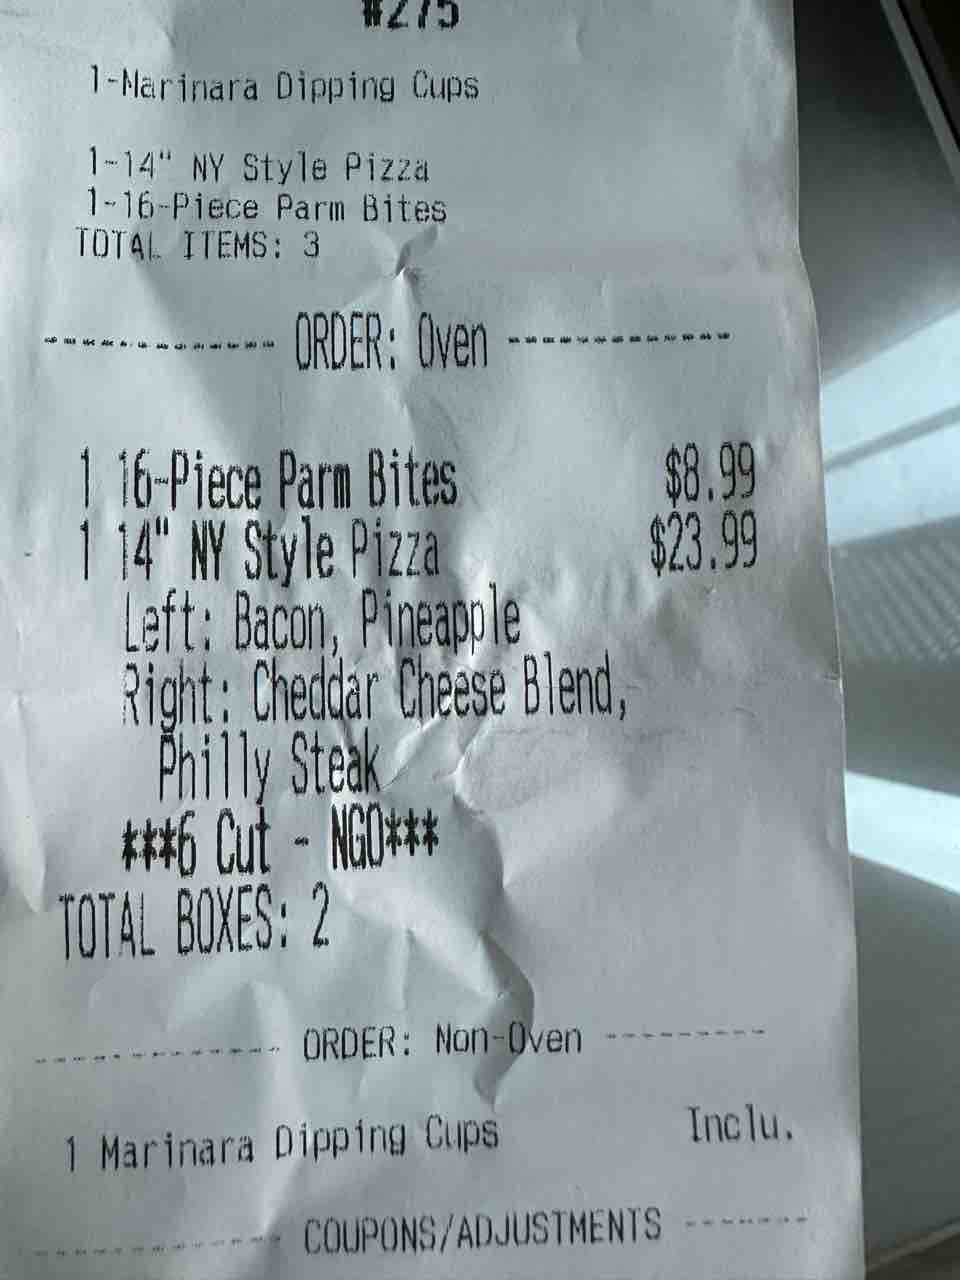 #275
1-Marinara Dipping Cups
1-14" NY Style Pizza
1-16-Piece Parm Bites
TOTAL ITEMS: 3
------------- ORDER: Oven -------------
1 16-Piece Parm Bites $8.99
1 14" NY Style Pizza $23.99
Left: Bacon, Pineapple
Right: Cheddar Cheese Blend,
Philly Steak
***6 Cut - NGO***
TOTAL BOXES: 2
------------- ORDER: Non-Oven ---------
1 Marinara Dipping Cups Inclu.
------------- COUPONS/ADJUSTMENTS -------